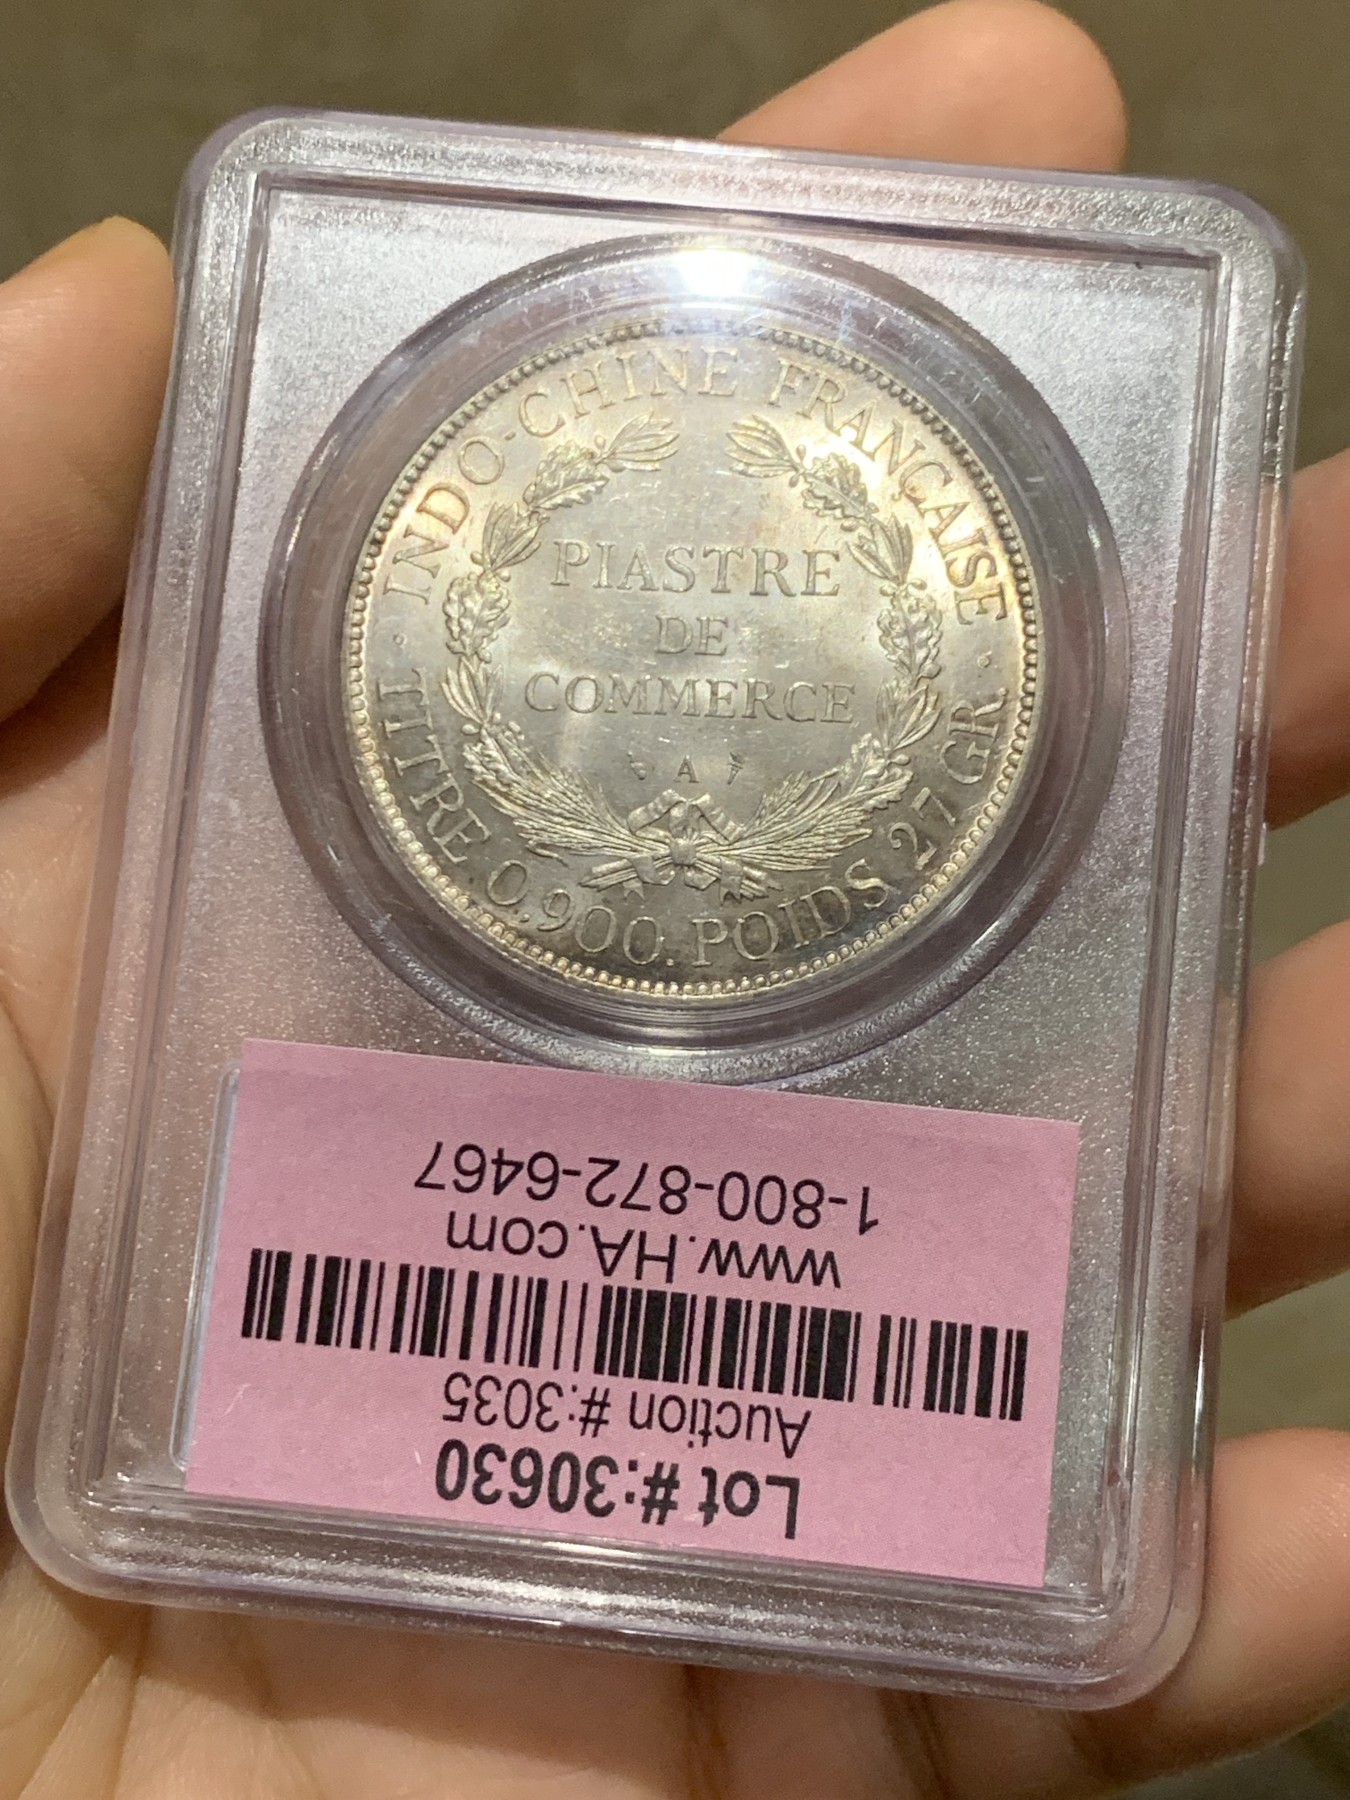 INDO-CHINE FRANÇAISE
PIASTRE
DE
COMMERCE
A
· TITRE 0,900. POIDS 27 GR. ·
Lot #:30630
Auction #:3035
www.HA.com
1-800-872-6467